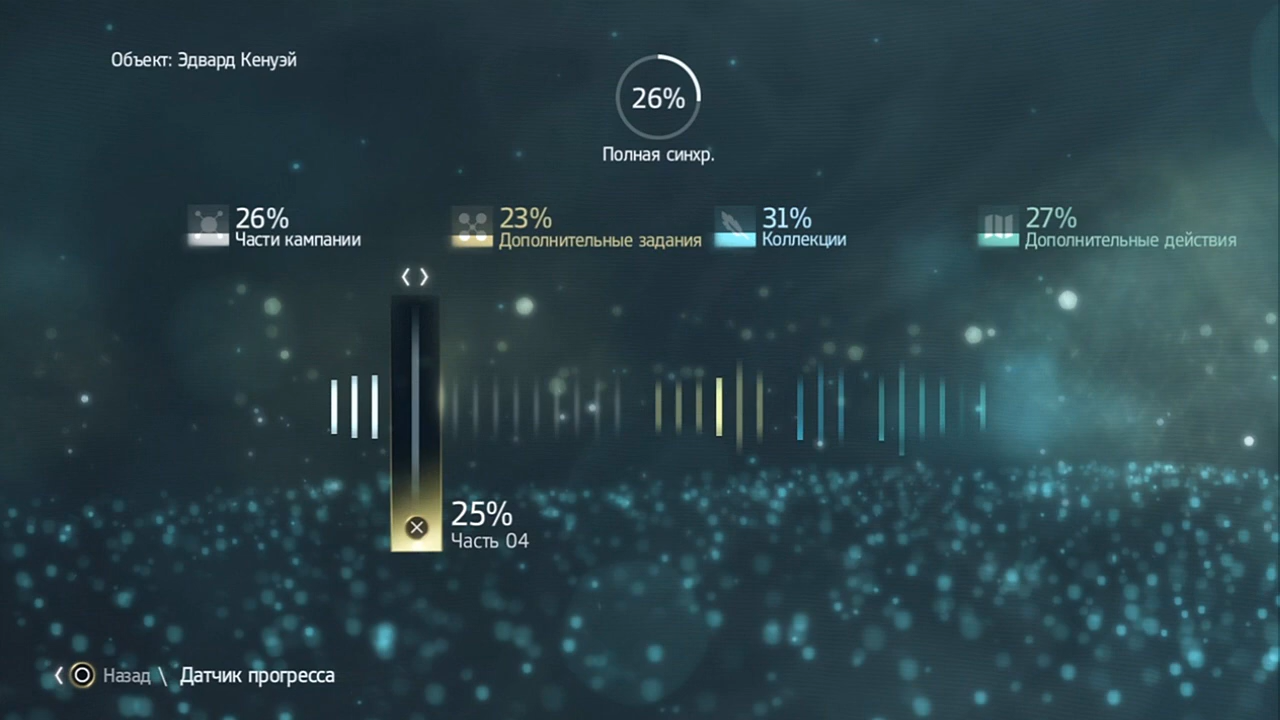 Объект: Эдвард Кенуэй
26%
Полная синхр.
26%
Части кампании
23%
Дополнительные задания
31%
Коллекции
27%
Дополнительные действия
25%
Часть 04
Назад \ Датчик прогресса